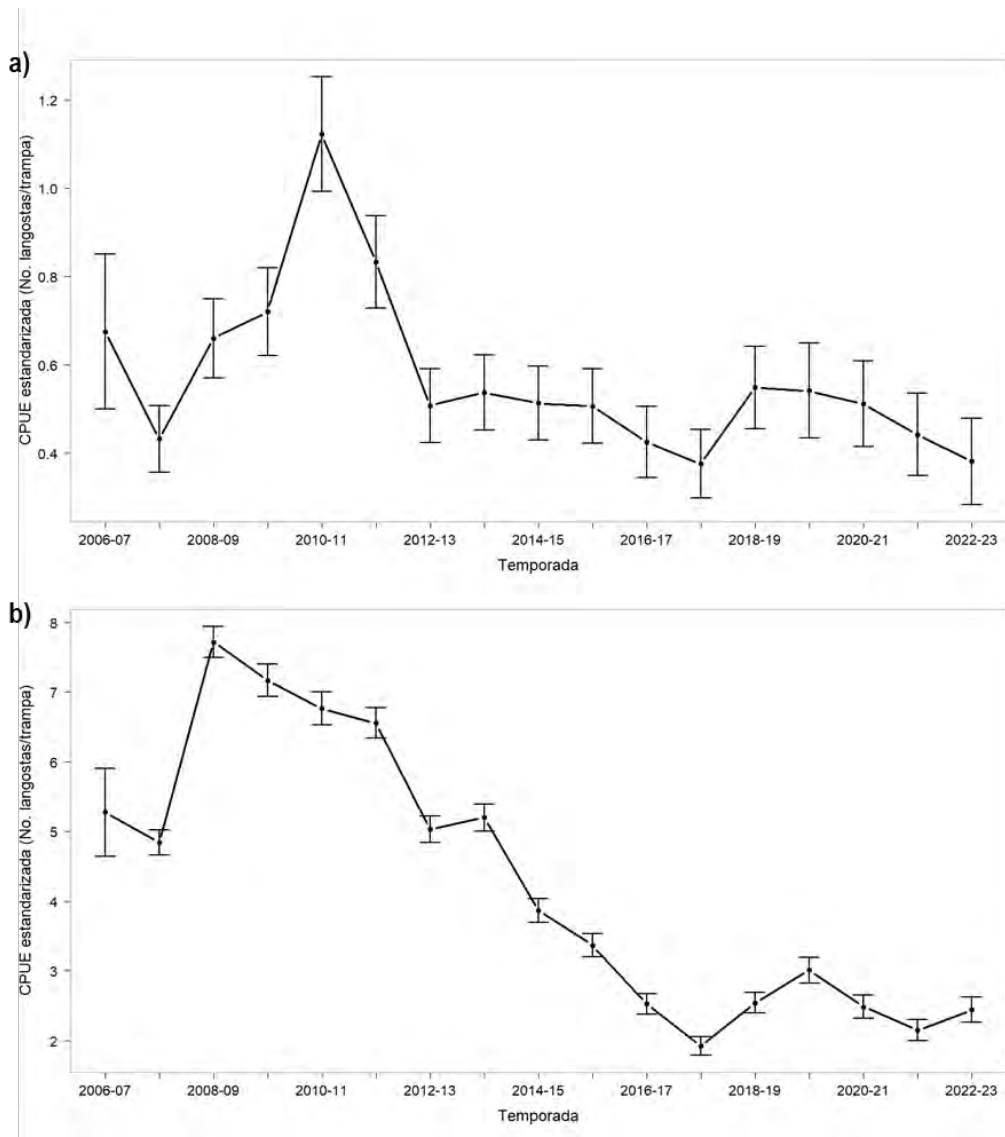 a)
CPUE estandarizada (No. langostas/trampa)
1.2
1.0
0.8
0.6
0.4
2006-07 2008-09 2010-11 2012-13 2014-15 2016-17 2018-19 2020-21 2022-23
Temporada
b)
CPUE estandarizada (No. langostas/trampa)
8
7
6
5
4
3
2
2006-07 2008-09 2010-11 2012-13 2014-15 2016-17 2018-19 2020-21 2022-23
Temporada